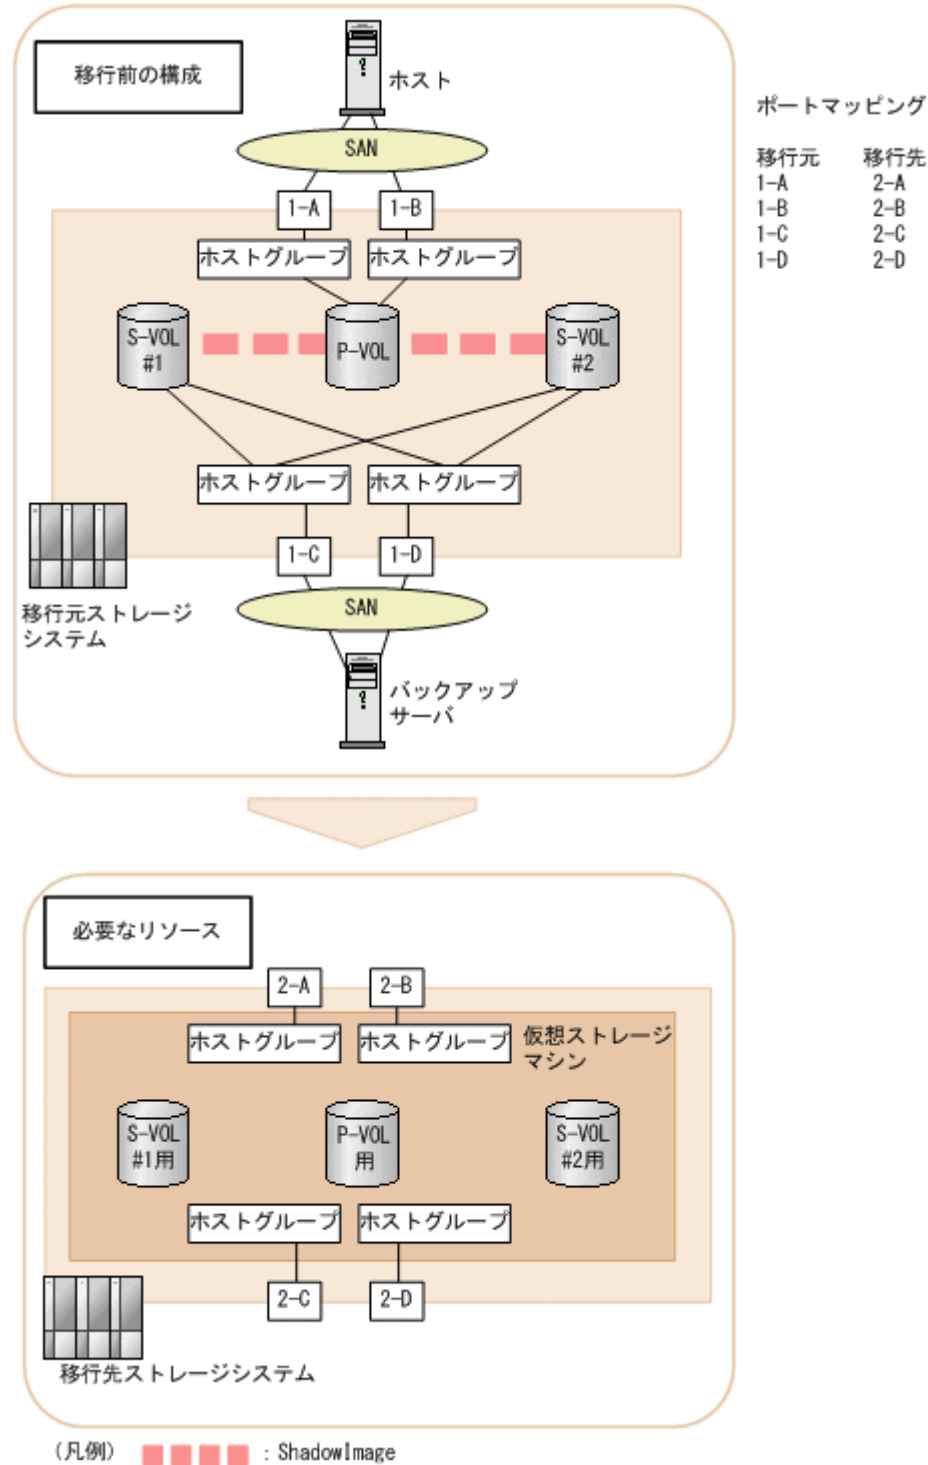 移行前の構成
ホスト
SAN
1-A
1-B
ホストグループ
ホストグループ
S-VOL
#1
P-VOL
S-VOL
#2
ホストグループ
ホストグループ
1-C
1-D
移行元ストレージ
システム
SAN
バックアップ
サーバ
ポートマッピング
移行元 移行先
1-A 2-A
1-B 2-B
1-C 2-C
1-D 2-D
必要なリソース
2-A
2-B
ホストグループ
ホストグループ
仮想ストレージ
マシン
S-VOL
#1用
P-VOL
用
S-VOL
#2用
ホストグループ
ホストグループ
2-C
2-D
移行先ストレージシステム
(凡例) : ShadowImage